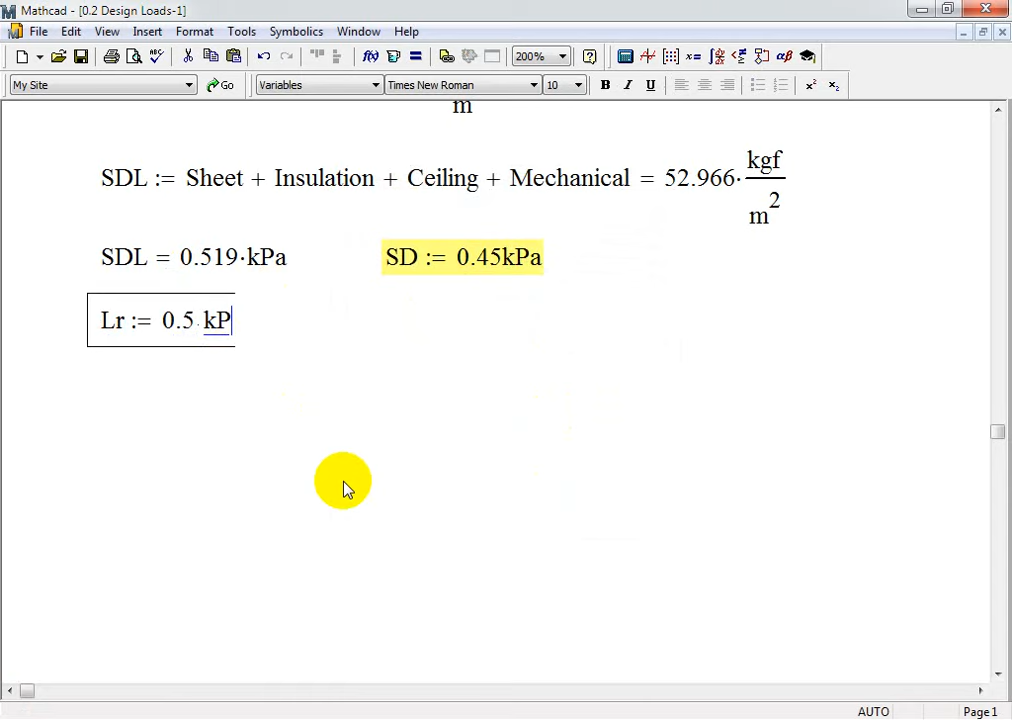 Mathcad - [0.2 Design Loads-1]
File Edit View Insert Format Tools Symbolics Window Help
200%
My Site Go Variables Times New Roman 10 B I U
m
SDL := Sheet + Insulation + Ceiling + Mechanical = 52.966· kgf/m²
SDL = 0.519·kPa SD := 0.45kPa
Lr := 0.5·kP
AUTO Page1